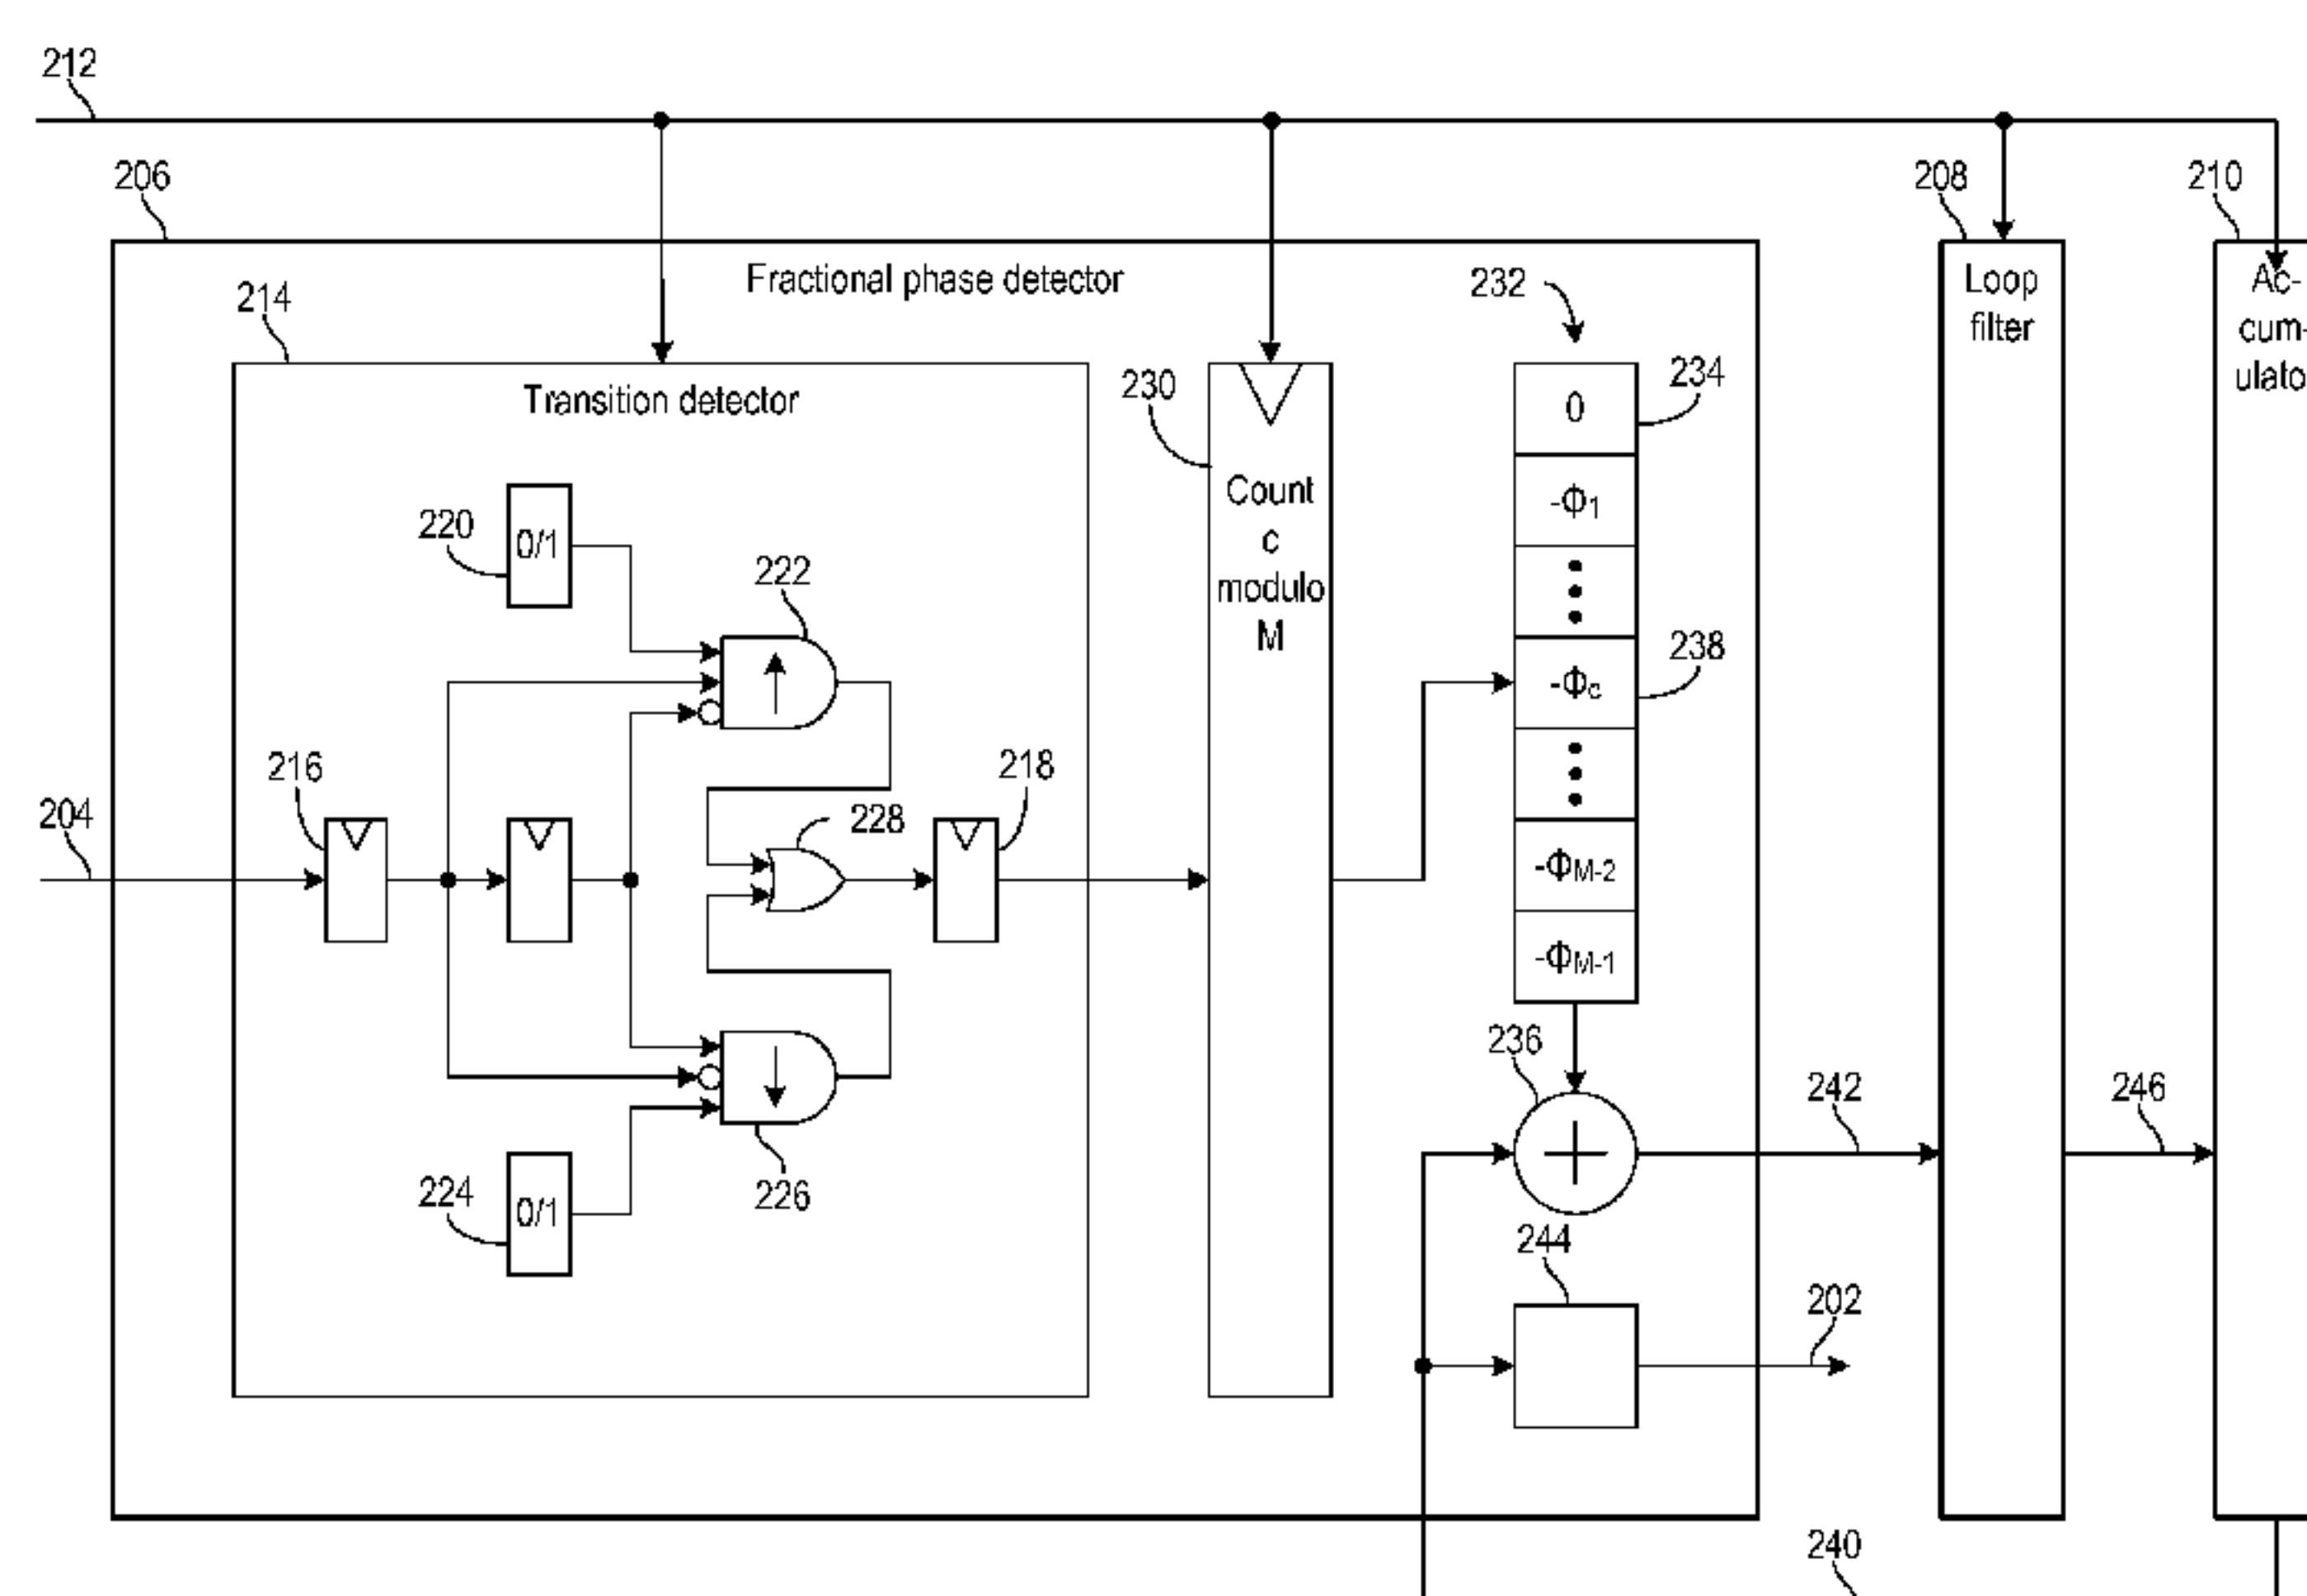 212
206
208
210
Fractional phase detector
214
232
Loop
filter
Ac-
cum-
ulato
Transition detector
230
234
0
Count
c
modulo
M
-Φ1
220
0/1
222
238
-Φc
216
218
204
228
-ΦM-2
-ΦM-1
236
242
246
224
0/1
226
244
202
240